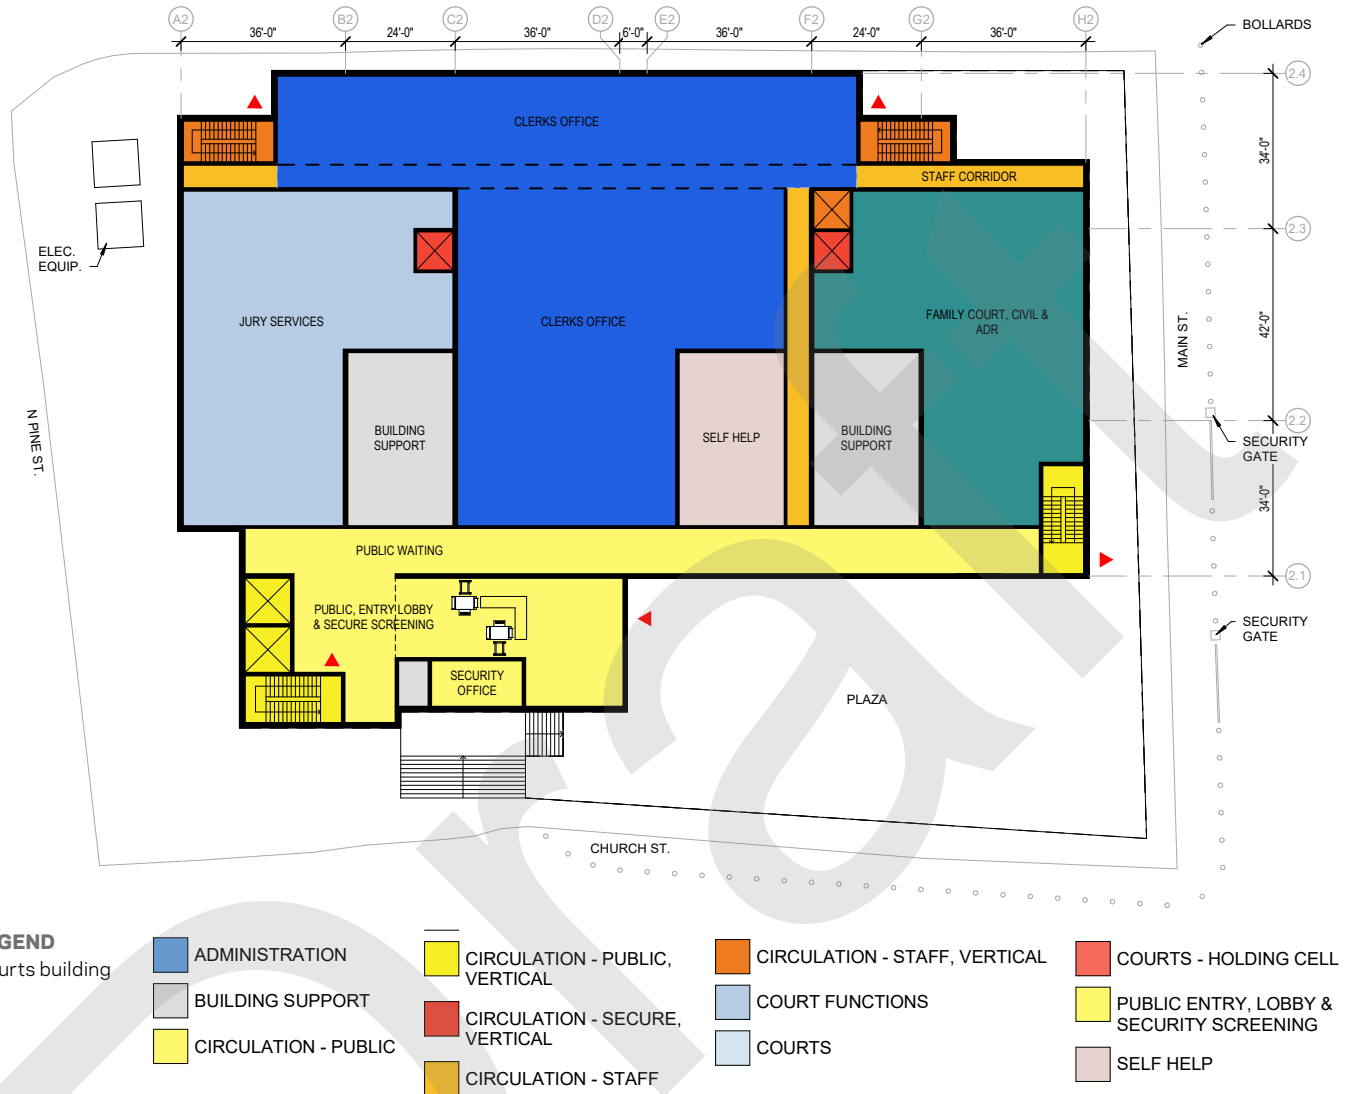 A2 B2 C2 D2 E2 F2 G2 H2
36'-0" 24'-0" 36'-0" 6'-0" 36'-0" 6'-0" 24'-0" 36'-0"
BOLLARDS
2.4
CLERKS OFFICE
34'-0"
STAFF CORRIDOR
2.3
ELEC.
EQUIP.
JURY SERVICES
CLERKS OFFICE
FAMILY COURT, CIVIL &
ADR
42'-0"
MAIN ST.
N PINE ST.
BUILDING
SUPPORT
SELF HELP
BUILDING
SUPPORT
2.2
SECURITY
GATE
34'-0"
PUBLIC WAITING
2.1
PUBLIC, ENTRY LOBBY
& SECURE SCREENING
SECURITY
GATE
SECURITY
OFFICE
PLAZA
CHURCH ST.
GEND
urts building
ADMINISTRATION
BUILDING SUPPORT
CIRCULATION - PUBLIC
CIRCULATION - PUBLIC,
VERTICAL
CIRCULATION - SECURE,
VERTICAL
CIRCULATION - STAFF
CIRCULATION - STAFF, VERTICAL
COURT FUNCTIONS
COURTS
COURTS - HOLDING CELL
PUBLIC ENTRY, LOBBY &
SECURITY SCREENING
SELF HELP
Draft